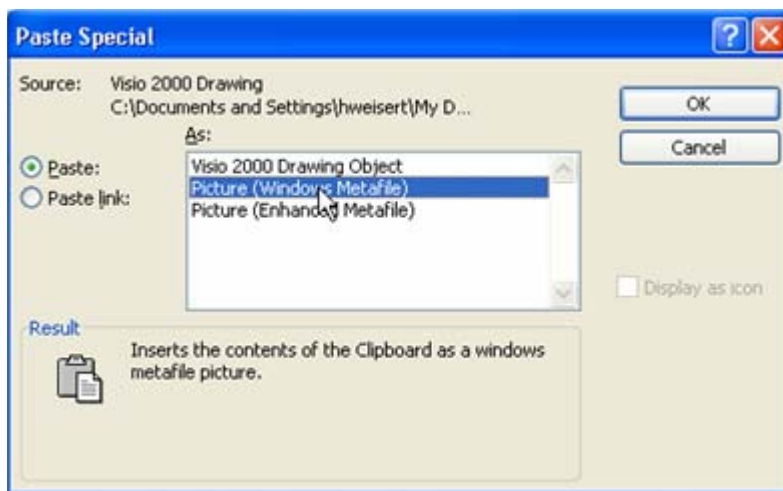 Paste Special
Source: Visio 2000 Drawing
C:\Documents and Settings\hweisert\My D...
As:
OK
Cancel
Paste:
Paste link:
Visio 2000 Drawing Object
Picture (Windows Metafile)
Picture (Enhanced Metafile)
Display as icon
Result
Inserts the contents of the Clipboard as a windows
metafile picture.